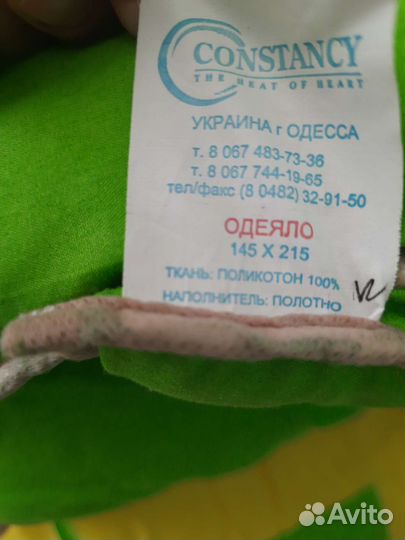 CONSTANCY
THE HEAT OF HEART
УКРАИНА г ОДЕССА
т. 8 067 483-73-36
т. 8 067 744-19-65
тел/факс (8 0482) 32-91-50
ОДЕЯЛО
145 X 215
ТКАНЬ: ПОЛИКОТОН 100%
НАПОЛНИТЕЛЬ: ПОЛОТНО
Avito